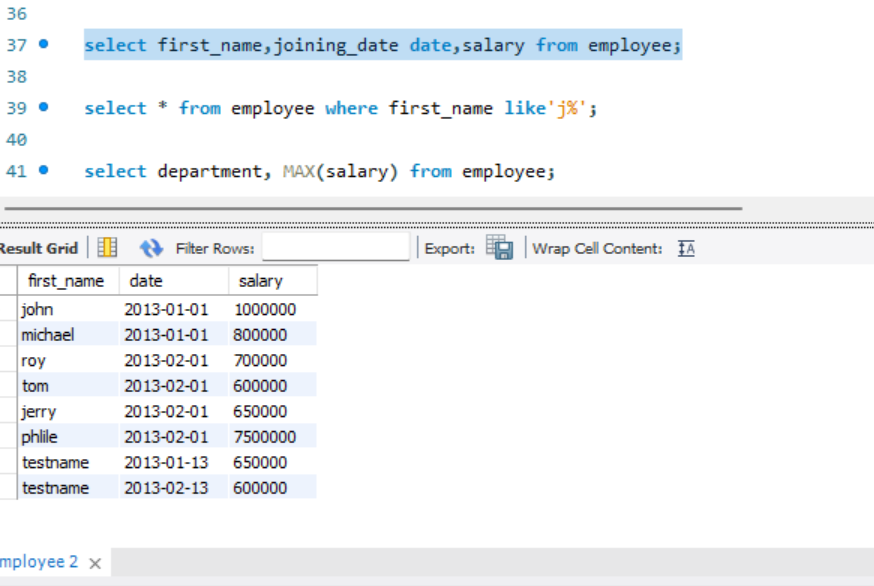 36
37 select first_name,joining_date date,salary from employee;
38
39 select * from employee where first_name like'j%';
40
41 select department, MAX(salary) from employee;
Result Grid Filter Rows: Export: Wrap Cell Content: IA
first_name date salary
john 2013-01-01 1000000
michael 2013-01-01 800000
roy 2013-02-01 700000
tom 2013-02-01 600000
jerry 2013-02-01 650000
phlile 2013-02-01 7500000
testname 2013-01-13 650000
testname 2013-02-13 600000
mployee 2 ×